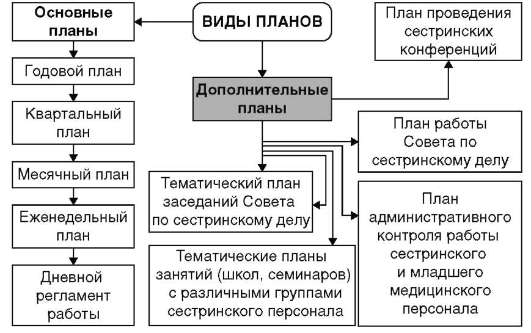 ВИДЫ ПЛАНОВ
Основные
планы
Годовой план
Квартальный
план
Месячный план
Еженедельный
план
Дневной
регламент
работы
Дополнительные
планы
План проведения
сестринских
конференций
План работы
Совета по
сестринскому делу
Тематический план
заседаний Совета
по сестринскому делу
План
административного
контроля работы
сестринского
и младшего
медицинского
персонала
Тематические планы
занятий (школ, семинаров)
с различными группами
сестринского персонала